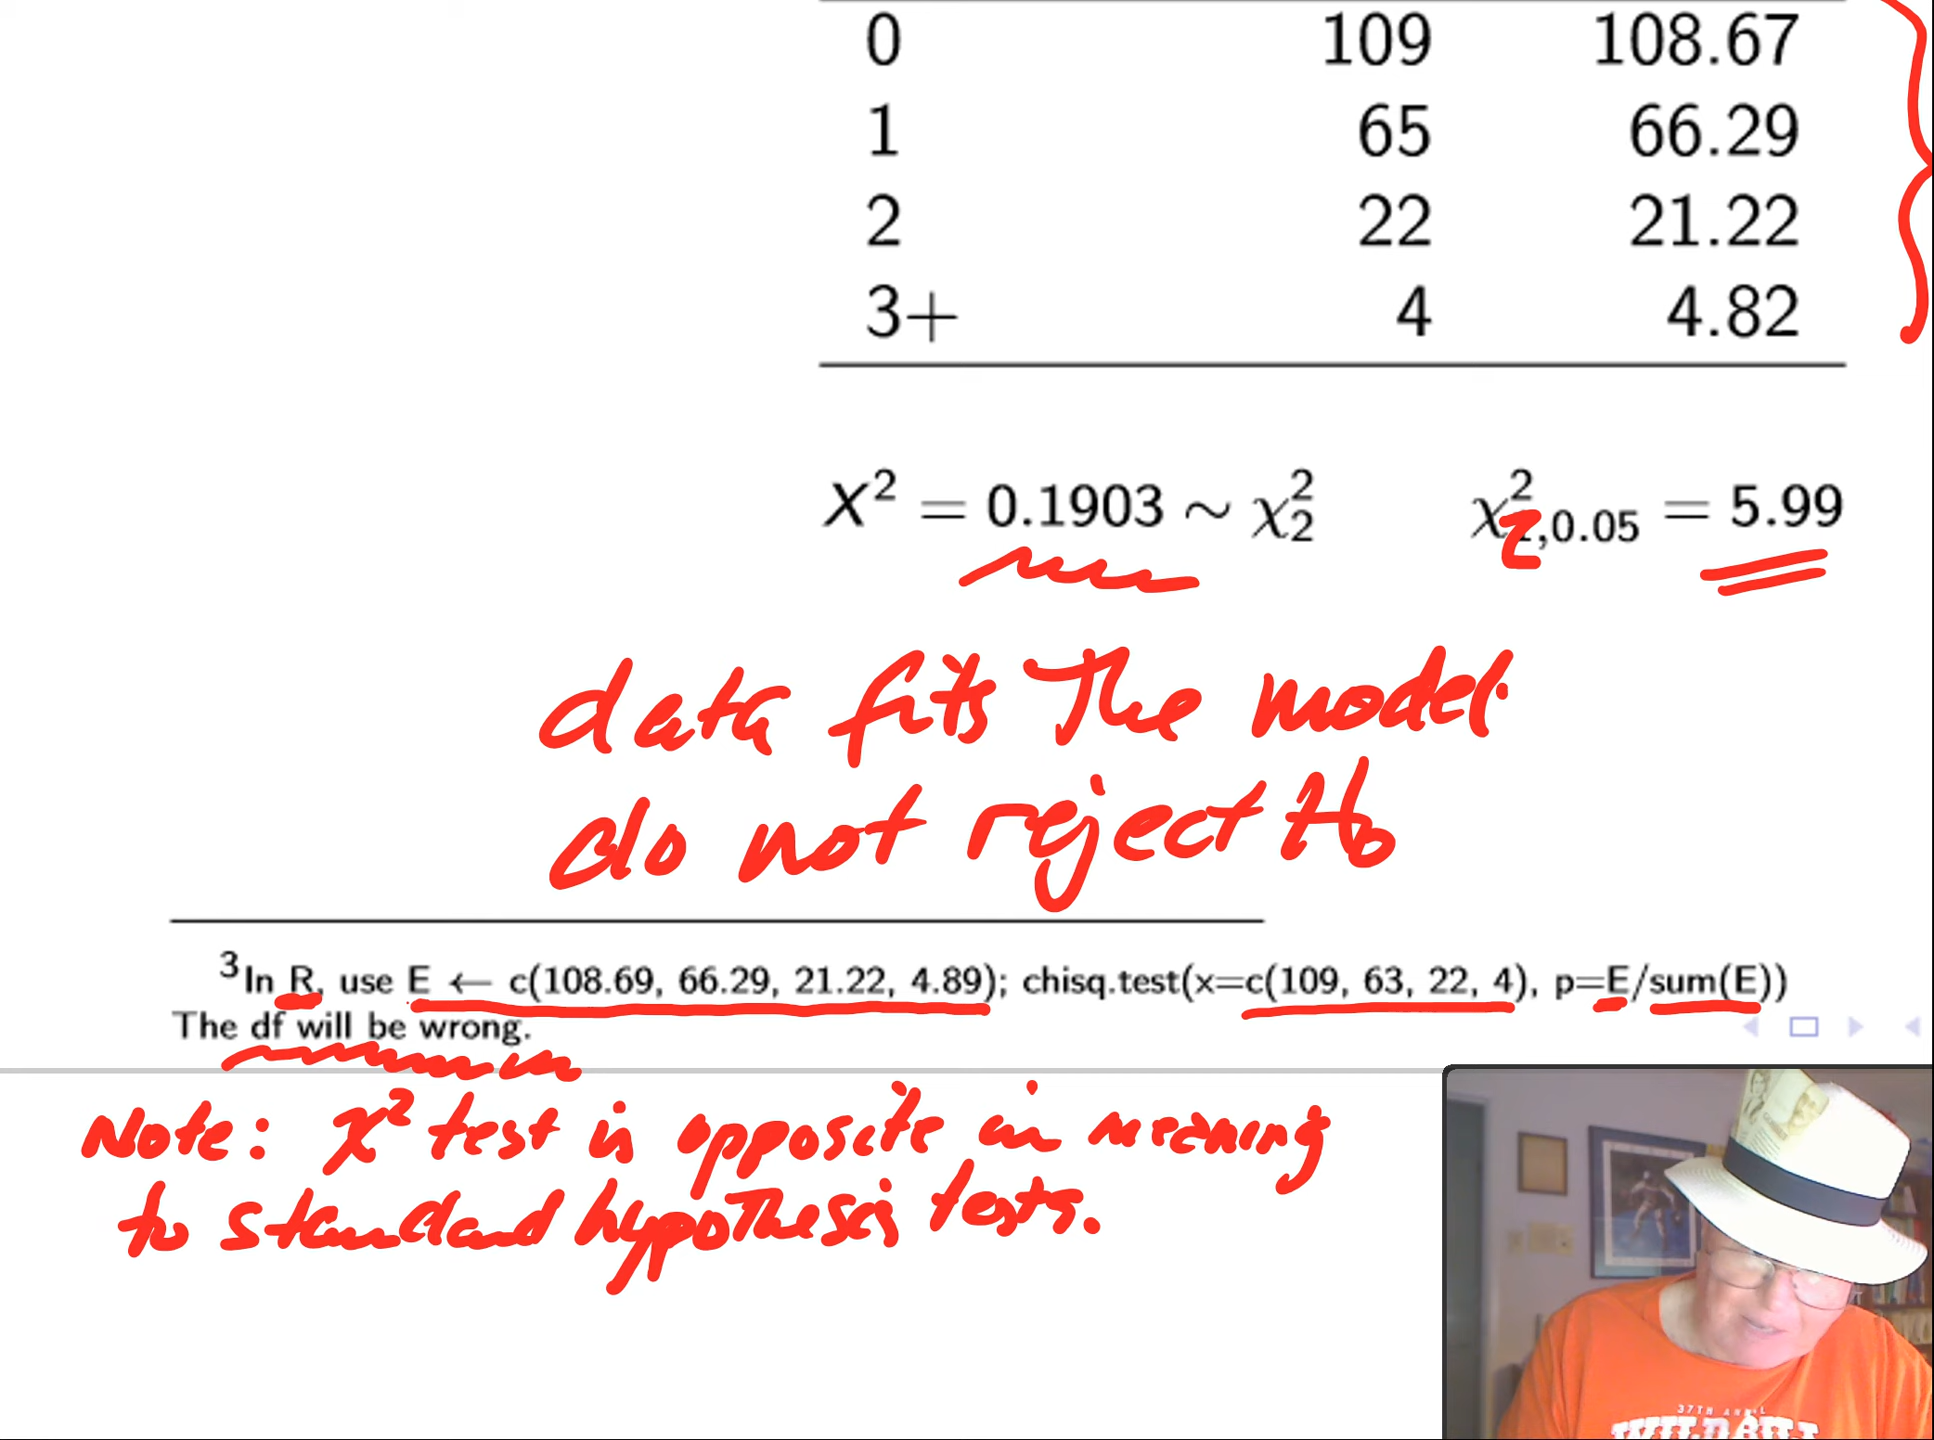 0 109 108.67
1 65 66.29
2 22 21.22
3+ 4 4.82
X² = 0.1903 ~ χ²₂ χ²₂,₀.₀₅ = 5.99
data fits The model.
do not reject H₀
³In R, use E ← c(108.69, 66.29, 21.22, 4.89); chisq.test(x=c(109, 63, 22, 4), p=E/sum(E))
The df will be wrong.
Note: χ² test is opposite in meaning
to standard hypothesis tests.
37TH